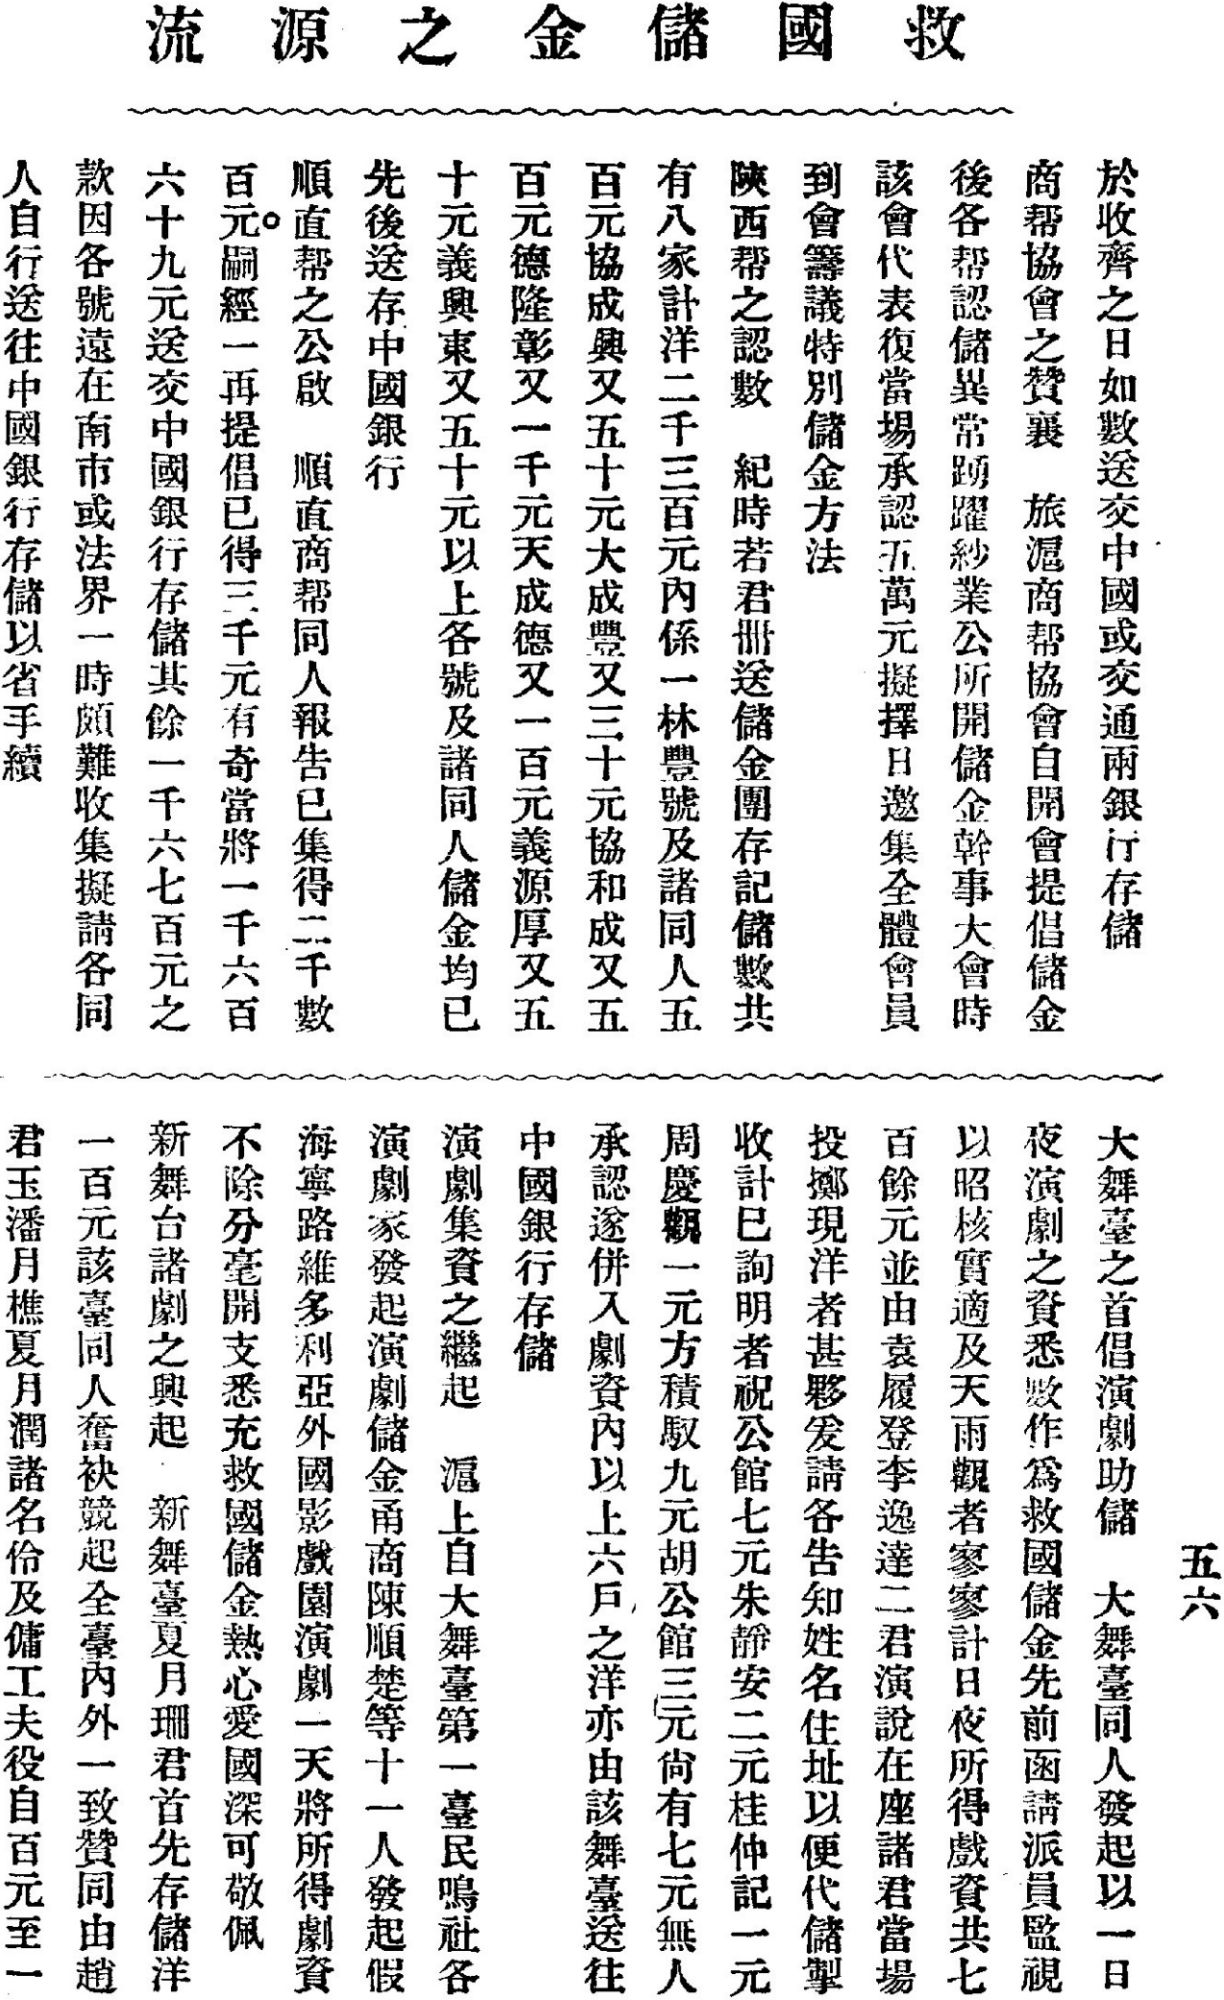 救國儲金之源流
於收齊之日如數送交中國或交通兩銀行存儲
商帮協會之贊襄　旅滬商帮協會自開會提倡儲金
後各帮認儲異常踴躍紗業公所開儲金幹事大會時
該會代表復當場承認五萬元擬擇日邀集全體會員
到會籌議特別儲金方法
陝西帮之認數　紀時若君卌送儲金團存記儲數共
有八家計洋二千三百元內係一林豐號及諸同人五
百元協成興又五十元大成豐又三十元協和成又五
百元德隆彰又一千元天成德又一百元義源厚又五
十元義興東又五十元以上各號及諸同人儲金均已
先後送存中國銀行
順直帮之公啟　順直商帮同人報告已集得二千數
百元。嗣經一再提倡已得三千元有奇當將一千六百
六十九元送交中國銀行存儲其餘一千六七百元之
款因各號遠在南市或法界一時頗難收集擬請各同
人自行送往中國銀行存儲以省手續
大舞臺之首倡演劇助儲　大舞臺同人發起以一日
夜演劇之資悉數作爲救國儲金先前函請派員監視
以昭核實適及天雨觀者寥寥計日夜所得戲資共七
百餘元並由袁履登李逸達二君演說在座諸君當場
投擲現洋者甚夥爰請各告知姓名住址以便代儲掣
收計已詢明者祝公館七元朱靜安二元桂仲記一元
周慶觀一元方積馭九元胡公館三元尙有七元無人
承認遂併入劇資內以上六戶之洋亦由該舞臺送往
中國銀行存儲
演劇集資之繼起　滬上自大舞臺第一臺民鳴社各
演劇家發起演劇儲金甬商陳順楚等十一人發起假
海寧路維多利亞外國影戲園演劇一天將所得劇資
不除分毫開支悉充救國儲金熱心愛國深可敬佩
新舞台諸劇之興起　新舞臺夏月珊君首先存儲洋
一百元該臺同人奮袂競起全臺內外一致贊同由趙
君玉潘月樵夏月潤諸名伶及傭工夫役自百元至一
五六